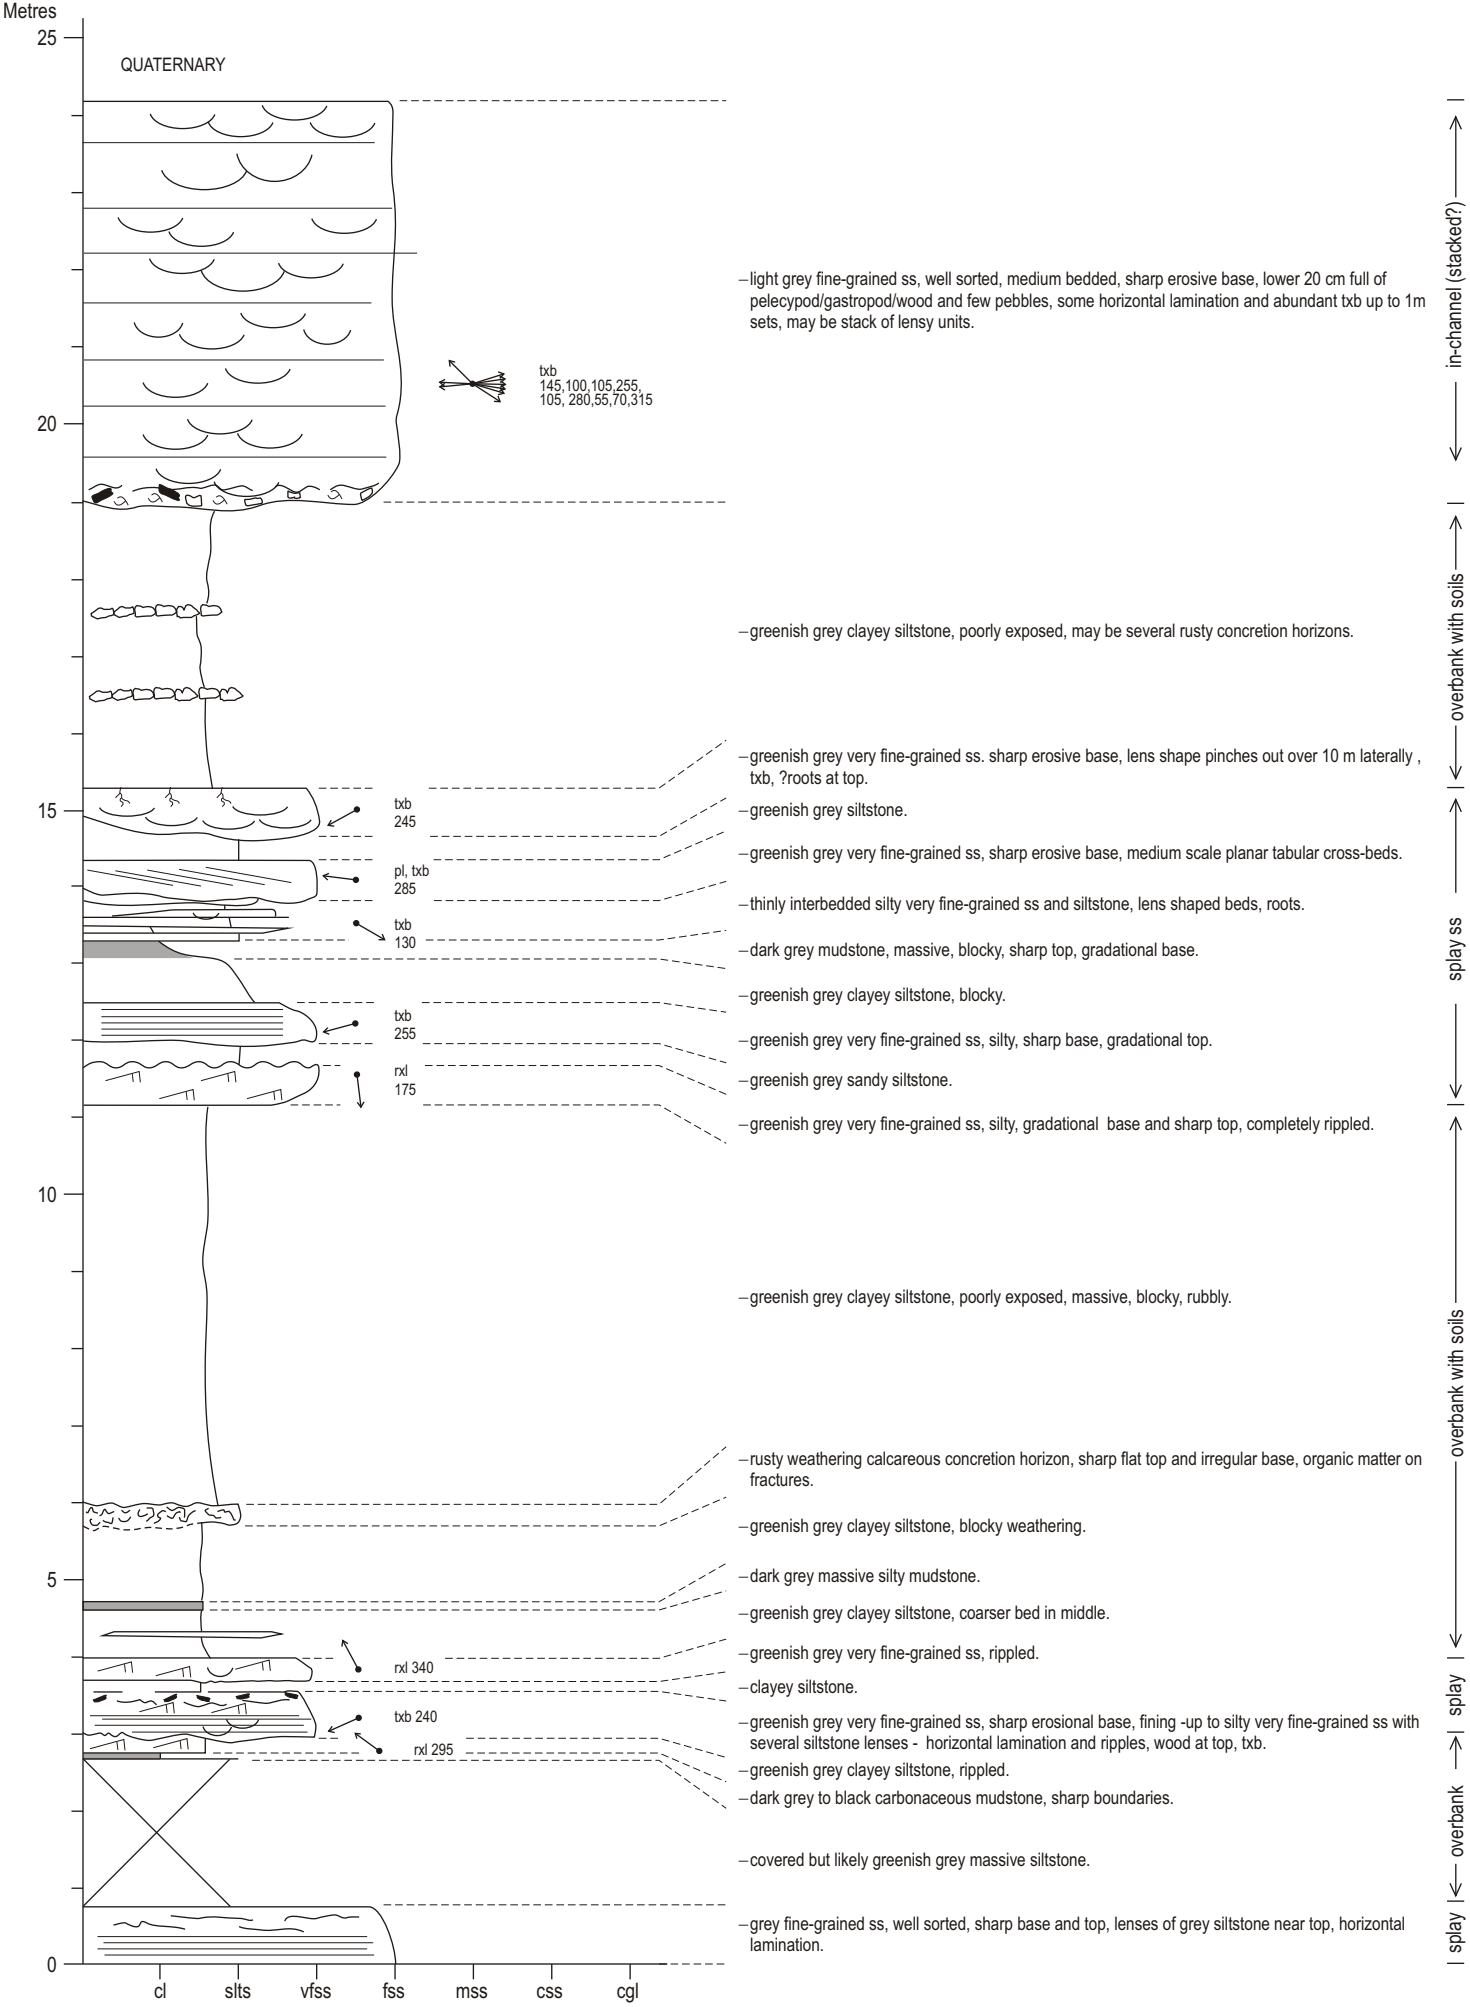 Metres
25
QUATERNARY
in-channel (stacked?)
–light grey fine-grained ss, well sorted, medium bedded, sharp erosive base, lower 20 cm full of
pelecypod/gastropod/wood and few pebbles, some horizontal lamination and abundant txb up to 1m
sets, may be stack of lensy units.
txb
145,100,105,255,
105, 280,55,70,315
20
overbank with soils
–greenish grey clayey siltstone, poorly exposed, may be several rusty concretion horizons.
–greenish grey very fine-grained ss. sharp erosive base, lens shape pinches out over 10 m laterally ,
txb, ?roots at top.
15
txb
245
–greenish grey siltstone.
–greenish grey very fine-grained ss, sharp erosive base, medium scale planar tabular cross-beds.
pl, txb
285
–thinly interbedded silty very fine-grained ss and siltstone, lens shaped beds, roots.
txb
130
splay ss
–dark grey mudstone, massive, blocky, sharp top, gradational base.
–greenish grey clayey siltstone, blocky.
txb
255
–greenish grey very fine-grained ss, silty, sharp base, gradational top.
rxl
175
–greenish grey sandy siltstone.
–greenish grey very fine-grained ss, silty, gradational  base and sharp top, completely rippled.
10
–greenish grey clayey siltstone, poorly exposed, massive, blocky, rubbly.
overbank with soils
–rusty weathering calcareous concretion horizon, sharp flat top and irregular base, organic matter on
fractures.
–greenish grey clayey siltstone, blocky weathering.
5
–dark grey massive silty mudstone.
–greenish grey clayey siltstone, coarser bed in middle.
–greenish grey very fine-grained ss, rippled.
rxl 340
–clayey siltstone.
splay
txb 240
–greenish grey very fine-grained ss, sharp erosional base, fining -up to silty very fine-grained ss with
several siltstone lenses -  horizontal lamination and ripples, wood at top, txb.
rxl 295
–greenish grey clayey siltstone, rippled.
–dark grey to black carbonaceous mudstone, sharp boundaries.
overbank
–covered but likely greenish grey massive siltstone.
–grey fine-grained ss, well sorted, sharp base and top, lenses of grey siltstone near top, horizontal
lamination.
splay
0
cl slts vfss fss mss css cgl